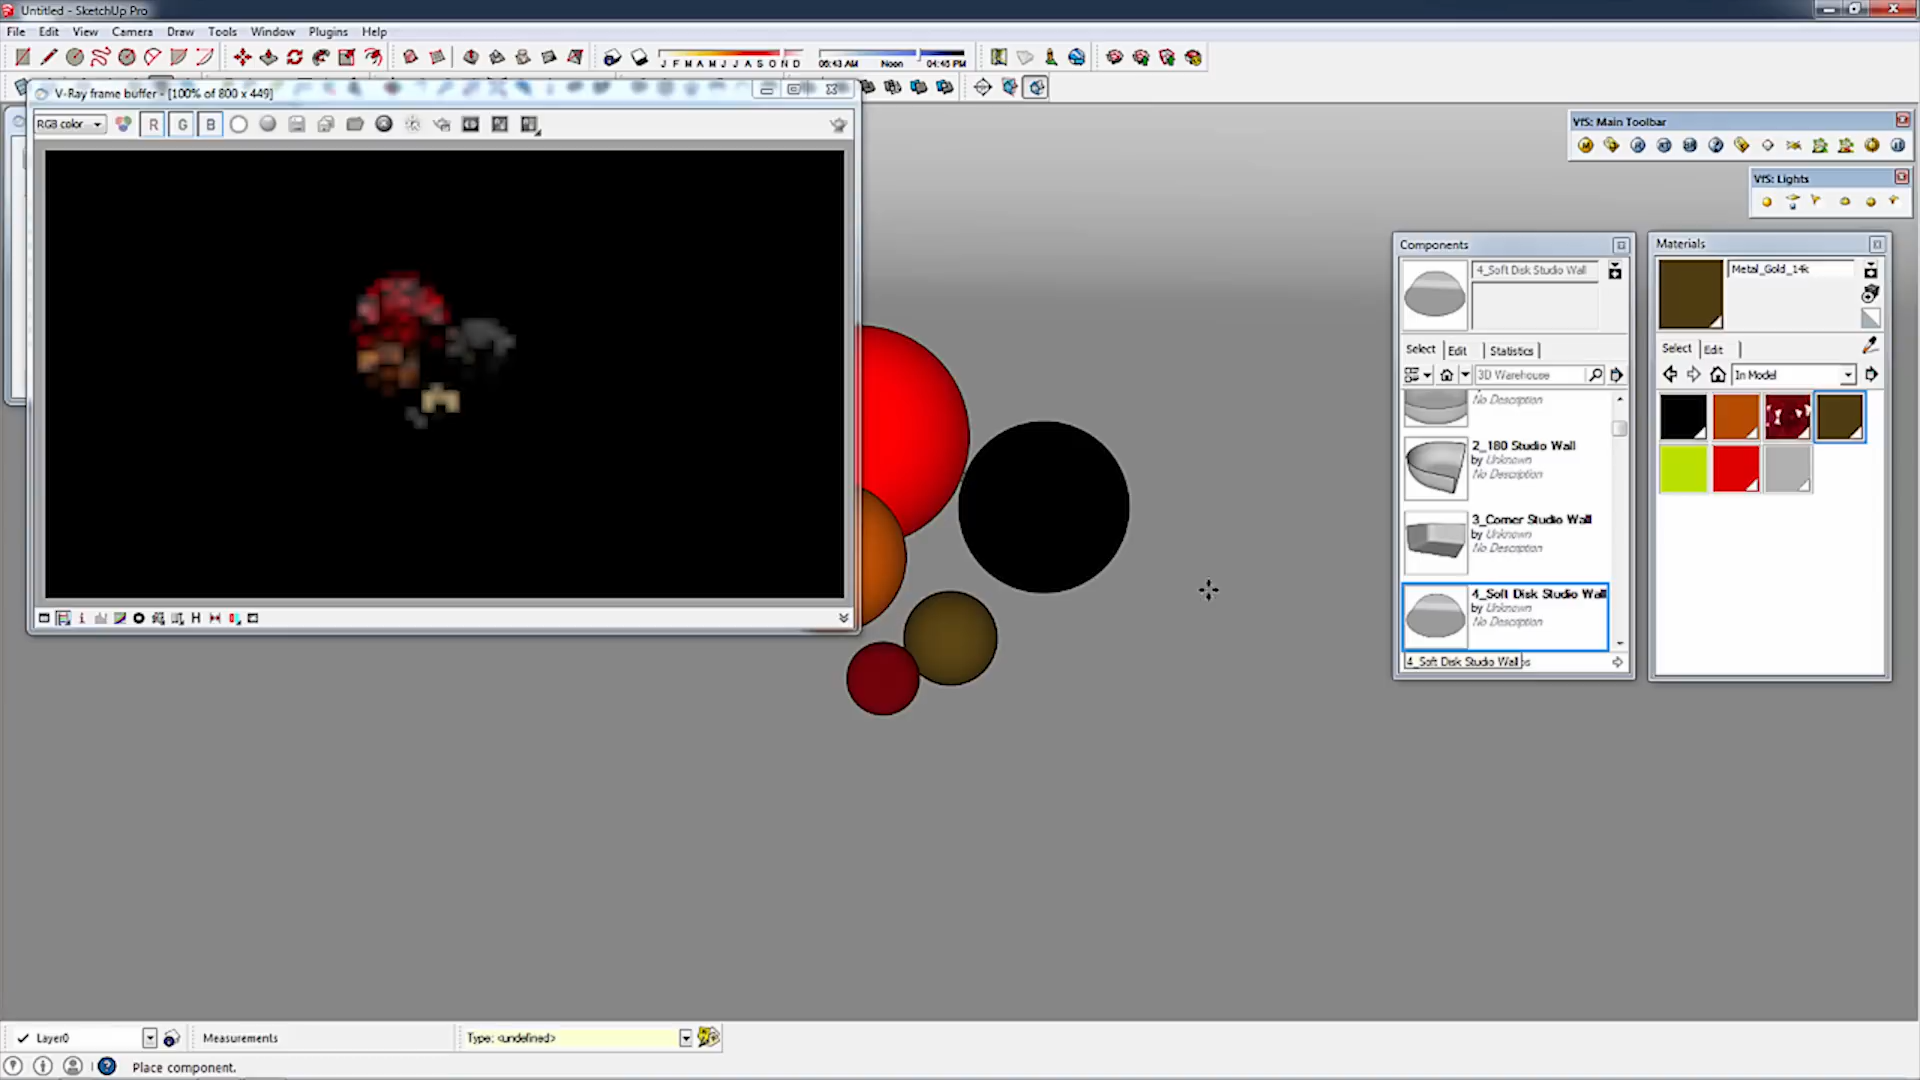 Untitled - SketchUp Pro
File Edit View Camera Draw Tools Window Plugins Help
J F M A M J J A S O N D
06:43 AM Noon 04:45 PM
V-Ray frame buffer - [100% of 800 x 449]
RGB color
R G B
VfS: Main Toolbar
VfS: Lights
Components
4_Soft Disk Studio Wall
Select Edit Statistics
3D Warehouse
No Description
2_180 Studio Wall
by Unknown
No Description
3_Corner Studio Wall
by Unknown
No Description
4_Soft Disk Studio Wall
by Unknown
No Description
4_Soft Disk Studio Wall
Materials
Metal_Gold_14k
Select Edit
In Model
H
Layer0
Measurements
Type: <undefined>
Place component.